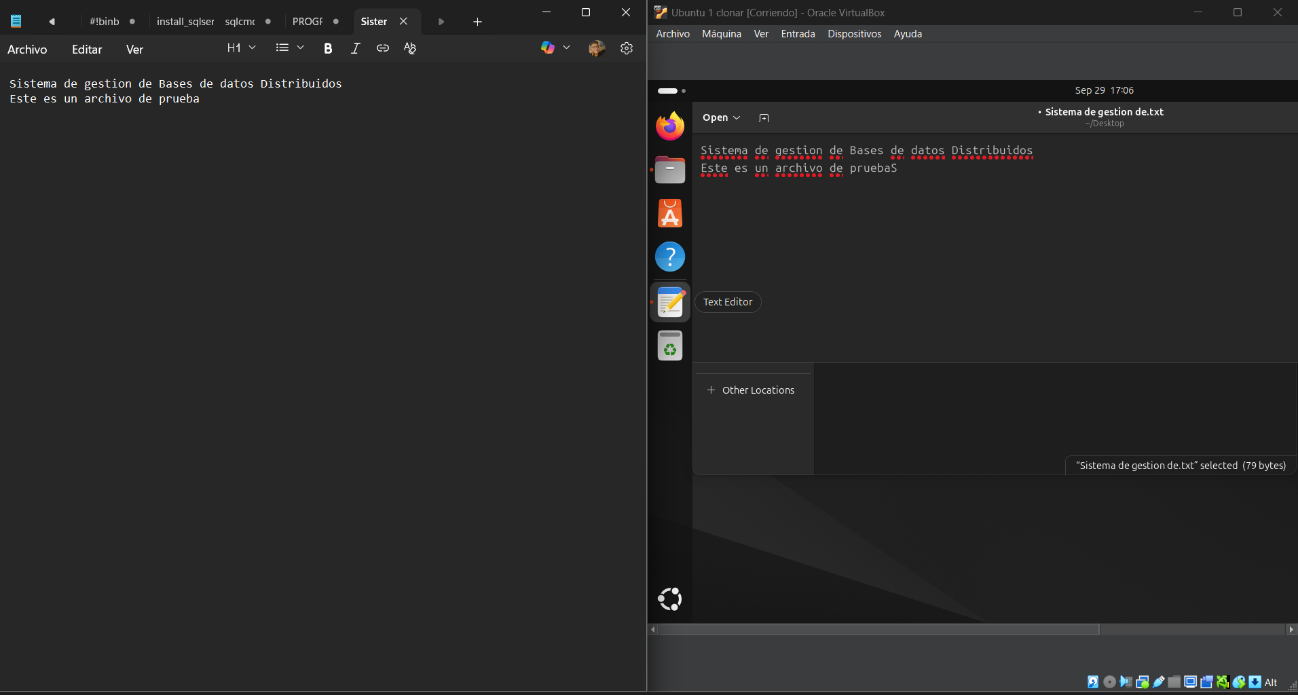 #!binb
install_sqlser
sqlcmd
PROGR
Sister
Archivo Editar Ver H1 B I
Sistema de gestion de Bases de datos Distribuidos
Este es un archivo de prueba
Ubuntu 1 clonar [Corriendo] - Oracle VirtualBox
Archivo Máquina Ver Entrada Dispositivos Ayuda
Sep 29 17:06
Open
• Sistema de gestion de.txt
~/Desktop
Sistema de gestion de Bases de datos Distribuidos
Este es un archivo de pruebaS
Text Editor
+ Other Locations
"Sistema de gestion de.txt" selected (79 bytes)
Alt